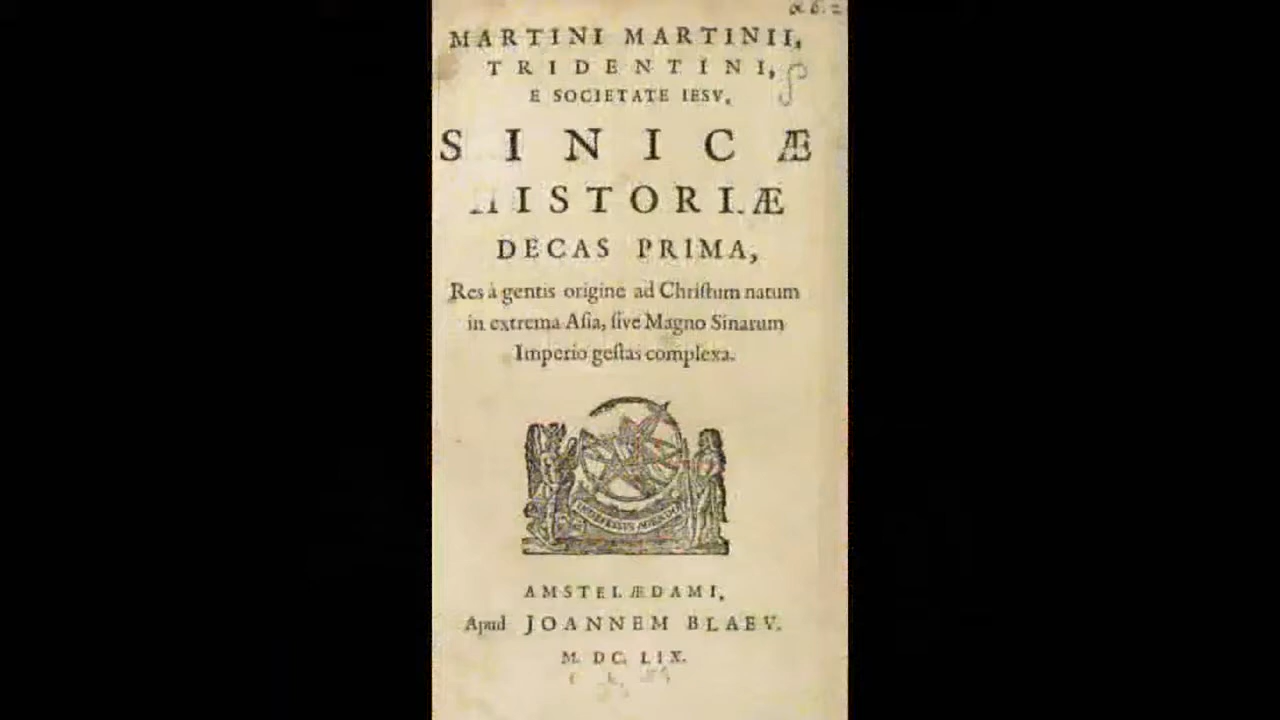 MARTINI MARTINII,
TRIDENTINI,
E SOCIETATE IESV,
SINICÆ
HISTORIÆ
DECAS PRIMA,
Res à gentis origine ad Chriſtum natum
in extrema Aſia, ſive Magno Sinarum
Imperio geſtas complexa.
AMSTELÆDAMI,
Apud JOANNEM BLAEV.
M. DC. LIX.